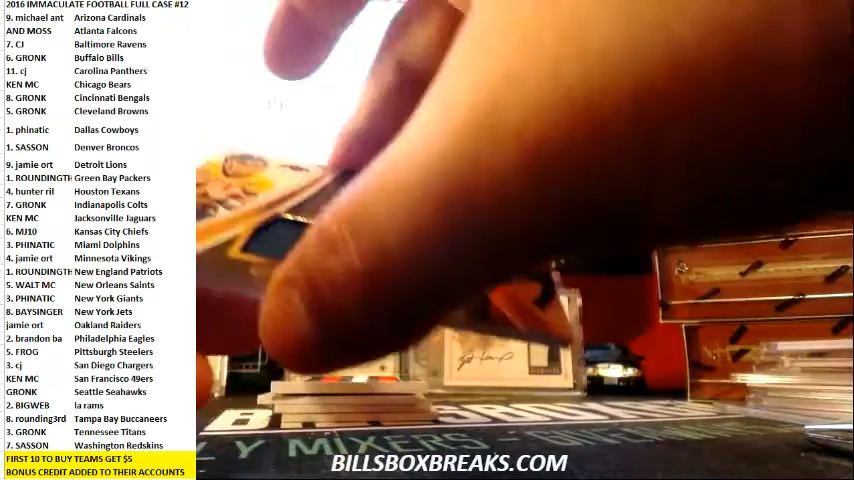 2016 IMMACULATE FOOTBALL FULL CASE #12
9. michael ant Arizona Cardinals
AND MOSS Atlanta Falcons
7. CJ Baltimore Ravens
6. GRONK Buffalo Bills
11. cj Carolina Panthers
KEN MC Chicago Bears
8. GRONK Cincinnati Bengals
5. GRONK Cleveland Browns
1. phinatic Dallas Cowboys
1. SASSON Denver Broncos
9. jamie ort Detroit Lions
1. ROUNDINGTH Green Bay Packers
4. hunter ril Houston Texans
7. GRONK Indianapolis Colts
KEN MC Jacksonville Jaguars
6. MJ10 Kansas City Chiefs
3. PHINATIC Miami Dolphins
4. jamie ort Minnesota Vikings
1. ROUNDINGTH New England Patriots
5. WALT MC New Orleans Saints
3. PHINATIC New York Giants
8. BAYSINGER New York Jets
jamie ort Oakland Raiders
2. brandon ba Philadelphia Eagles
5. FROG Pittsburgh Steelers
3. cj San Diego Chargers
KEN MC San Francisco 49ers
GRONK Seattle Seahawks
2. BIGWEB la rams
8. rounding3rd Tampa Bay Buccaneers
3. GRONK Tennessee Titans
7. SASSON Washington Redskins
FIRST 10 TO BUY TEAMS GET $5
BONUS CREDIT ADDED TO THEIR ACCOUNTS
LY MIXERS -
BILLSBOXBREAKS.COM